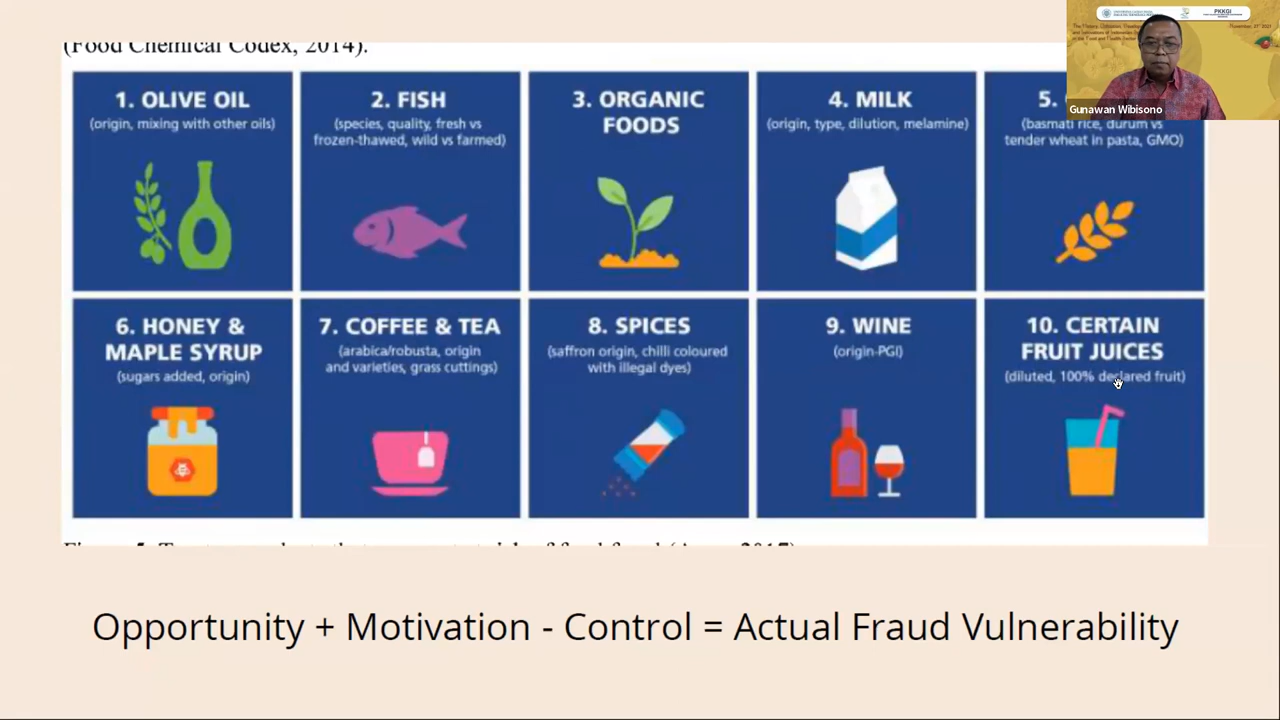 (Food Chemical Codex, 2014).
1. OLIVE OIL
(origin, mixing with other oils)
2. FISH
(species, quality, fresh vs
frozen-thawed, wild vs farmed)
3. ORGANIC
FOODS
4. MILK
(origin, type, dilution, melamine)
5.
(basmati rice, durum vs
tender wheat in pasta, GMO)
6. HONEY &
MAPLE SYRUP
(sugars added, origin)
7. COFFEE & TEA
(arabica/robusta, origin
and varieties, grass cuttings)
8. SPICES
(saffron origin, chilli coloured
with illegal dyes)
9. WINE
(origin-PGI)
10. CERTAIN
FRUIT JUICES
(diluted, 100% declared fruit)
Opportunity + Motivation - Control = Actual Fraud Vulnerability
PKKGI
Gunawan Wibisono